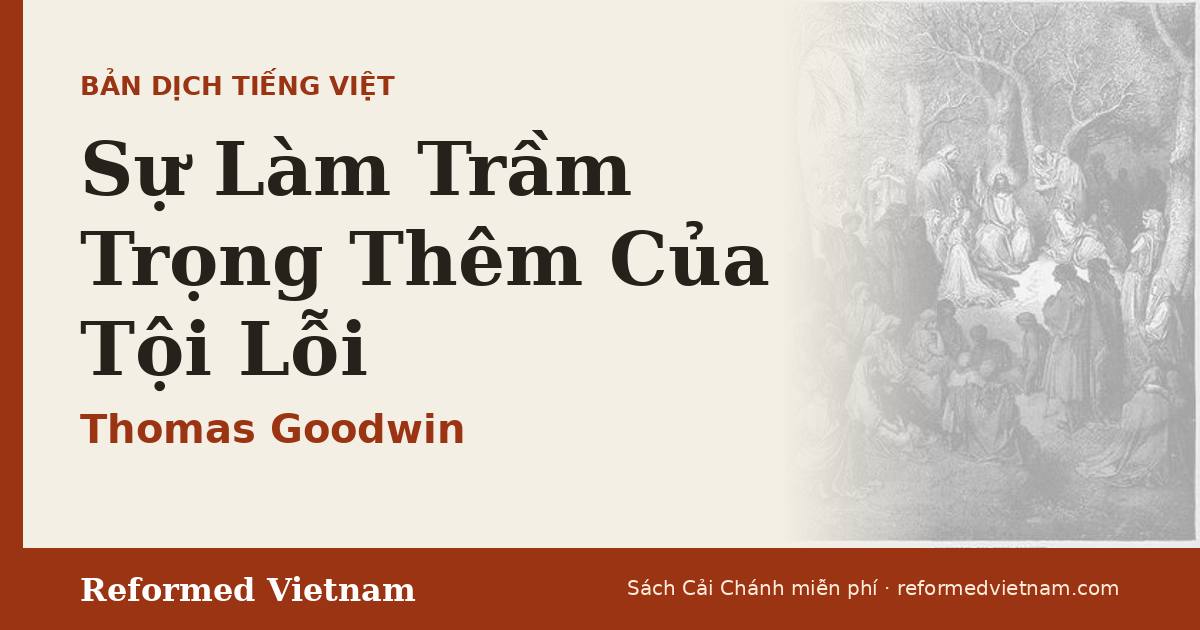 BẢN DỊCH TIẾNG VIỆT
Sự Làm Trầm
Trọng Thêm Của
Tội Lỗi
Thomas Goodwin
Reformed Vietnam
Sách Cải Chánh miễn phí · reformedvietnam.com